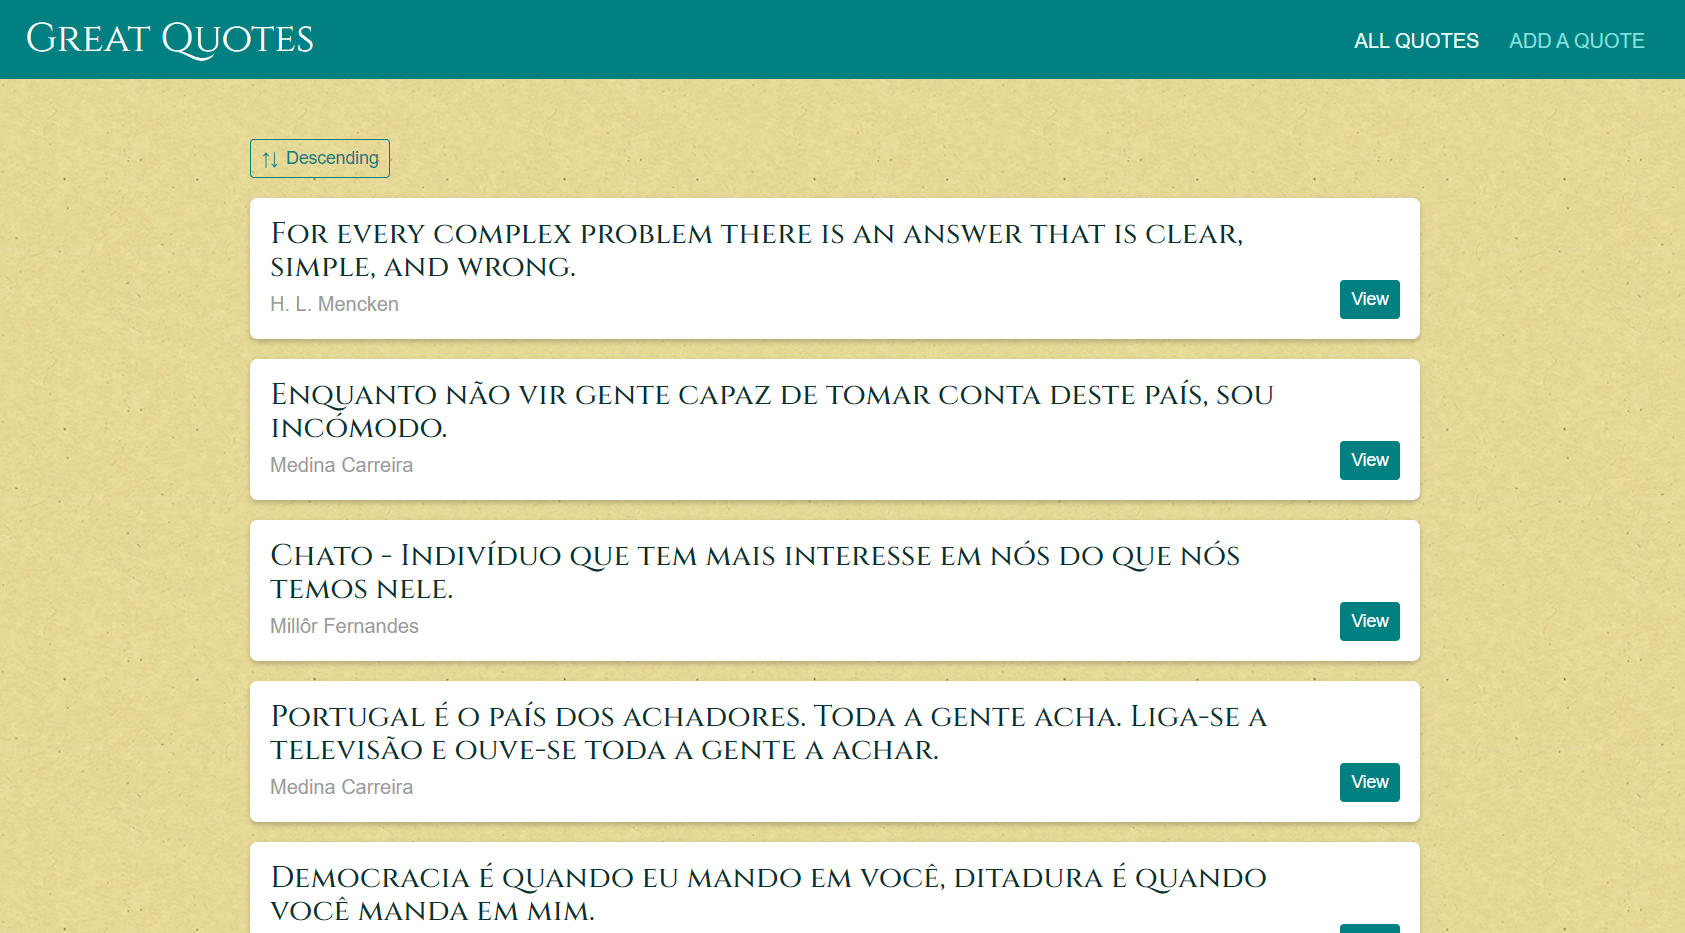 Great Quotes
ALL QUOTES
ADD A QUOTE
Descending
For every complex problem there is an answer that is clear,
simple, and wrong.
H. L. Mencken
View
Enquanto não vir gente capaz de tomar conta deste país, sou
incómodo.
Medina Carreira
View
Chato - Indivíduo que tem mais interesse em nós do que nós
temos nele.
Millôr Fernandes
View
Portugal é o país dos achadores. Toda a gente acha. Liga-se a
televisão e ouve-se toda a gente a achar.
Medina Carreira
View
Democracia é quando eu mando em você, ditadura é quando
você manda em mim.